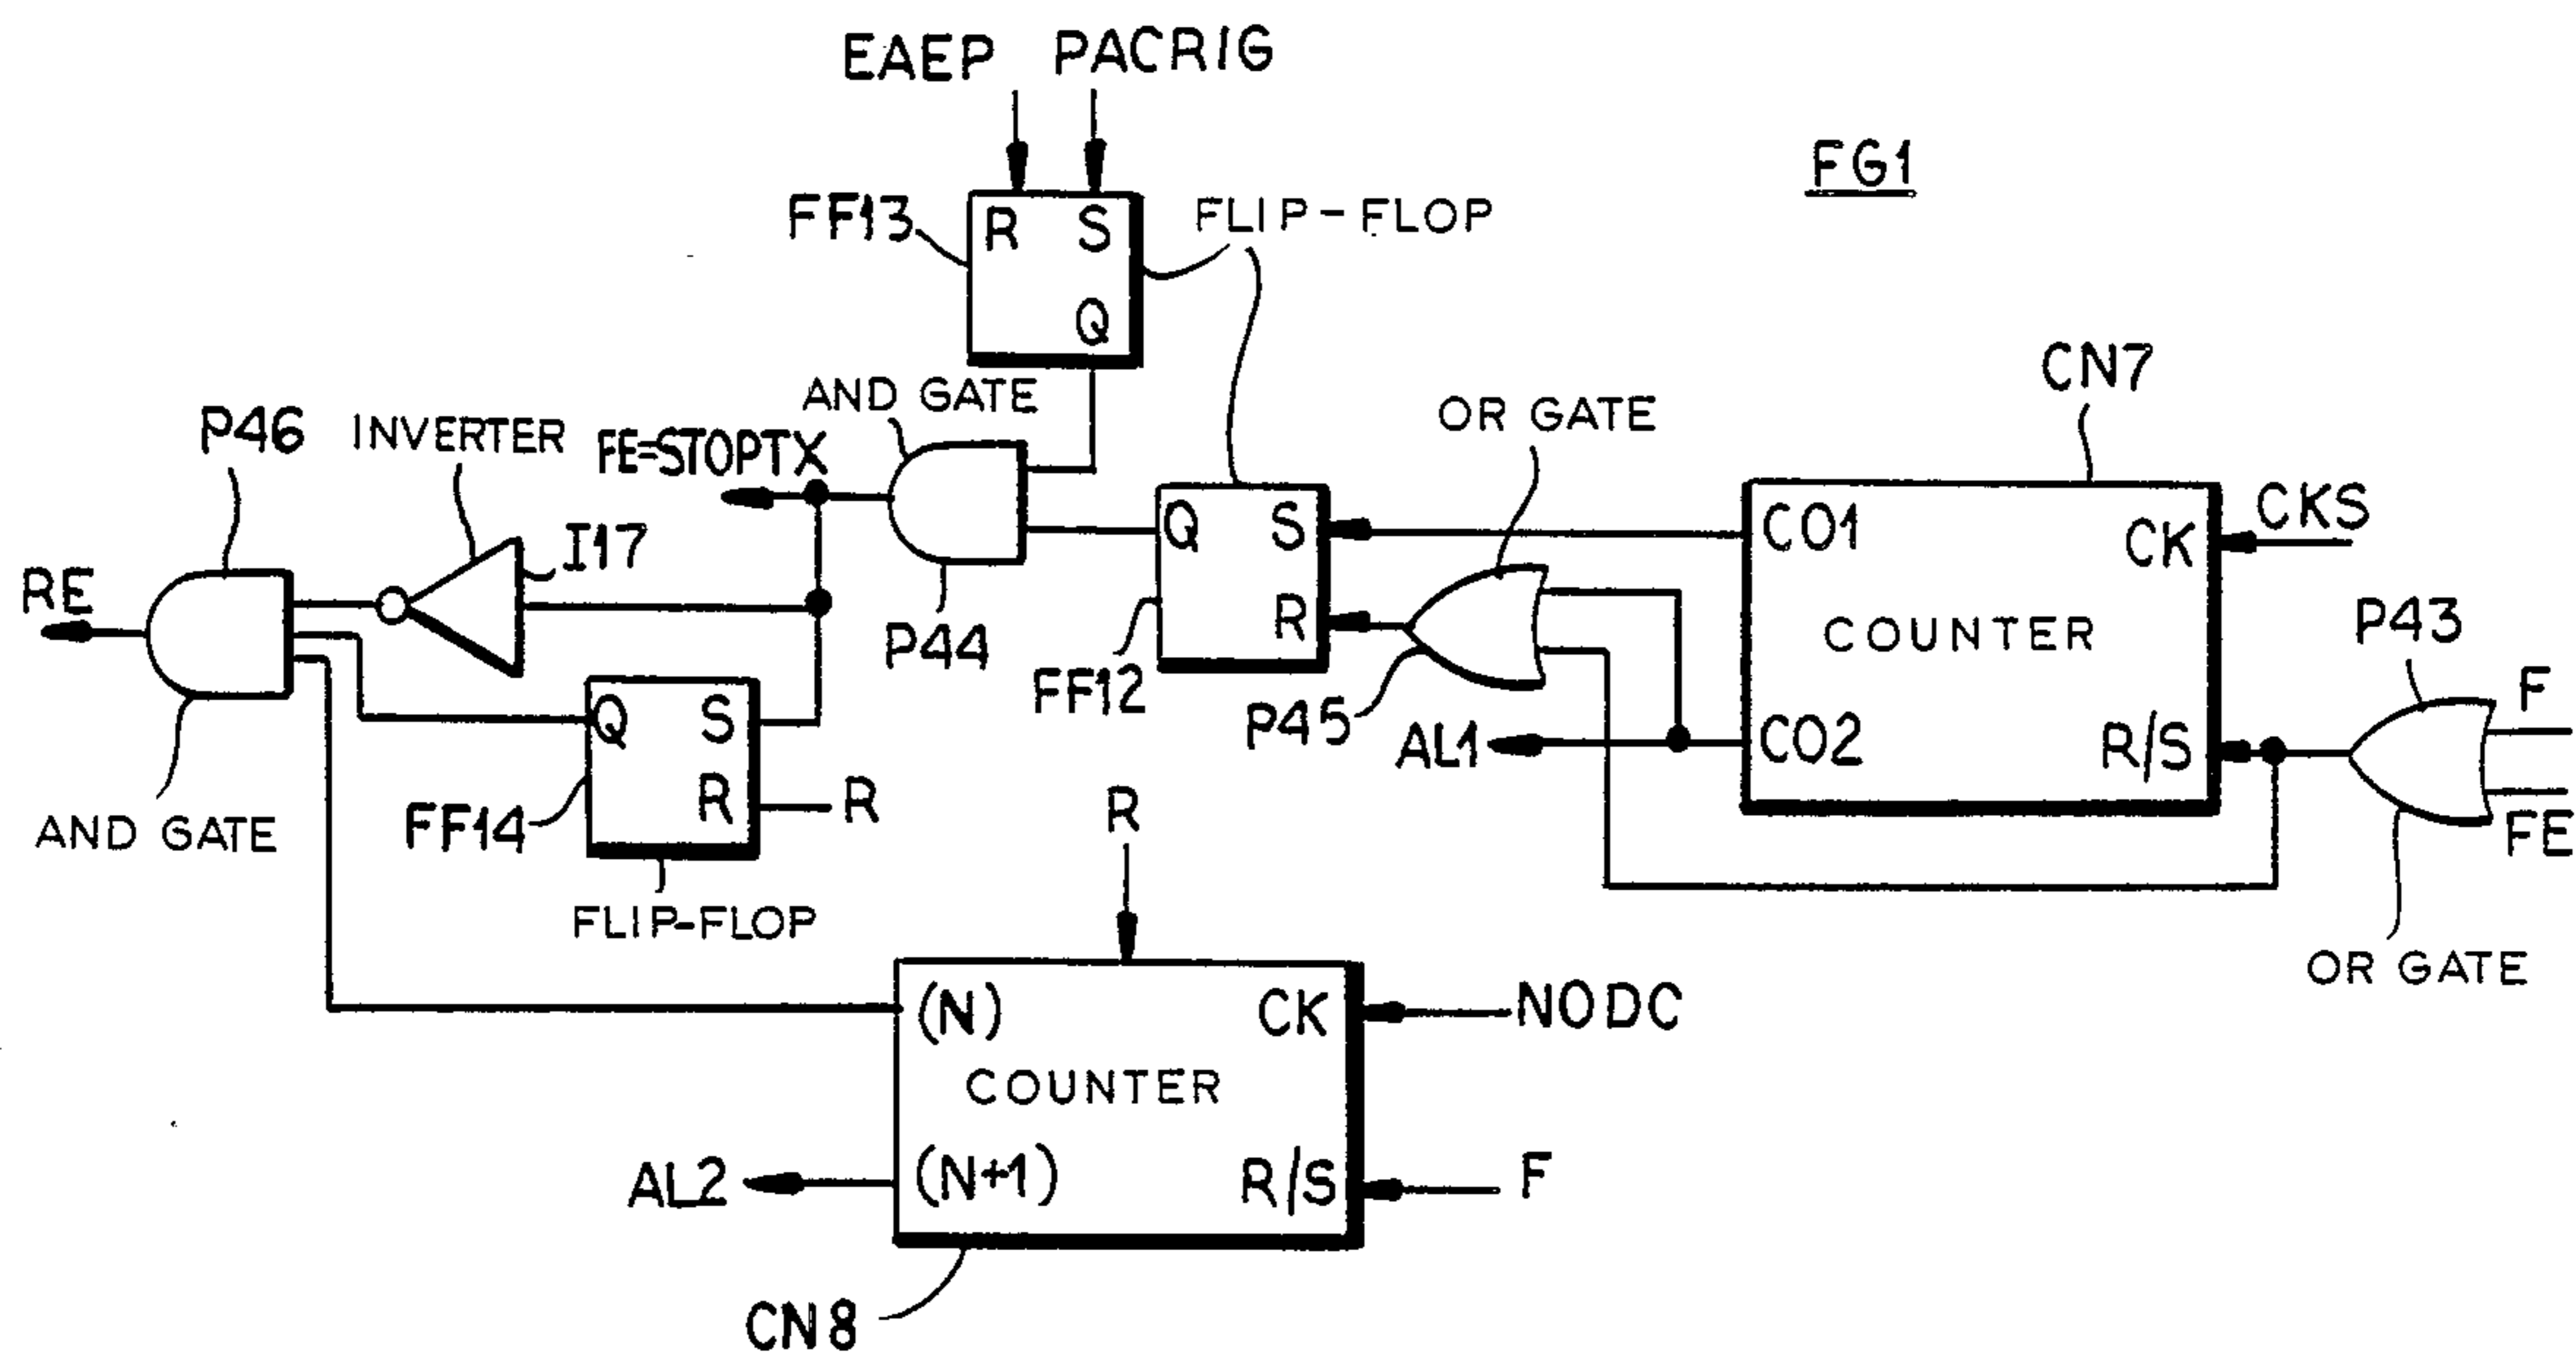 EAEP PACRIG
FG1
FF13
R S
Q
FLIP-FLOP
CN7
AND GATE
OR GATE
P46
INVERTER
FE=STOPTX
CKS
Q S
R
CO1
CK
COUNTER
CO2
R/S
I17
RE
P44
FF12
P45
AL1
P43
F
FE
AND GATE
FF14
Q S
R
R
FLIP-FLOP
R
OR GATE
(N)
CK
NODC
COUNTER
AL2
(N+1)
R/S
F
CN8